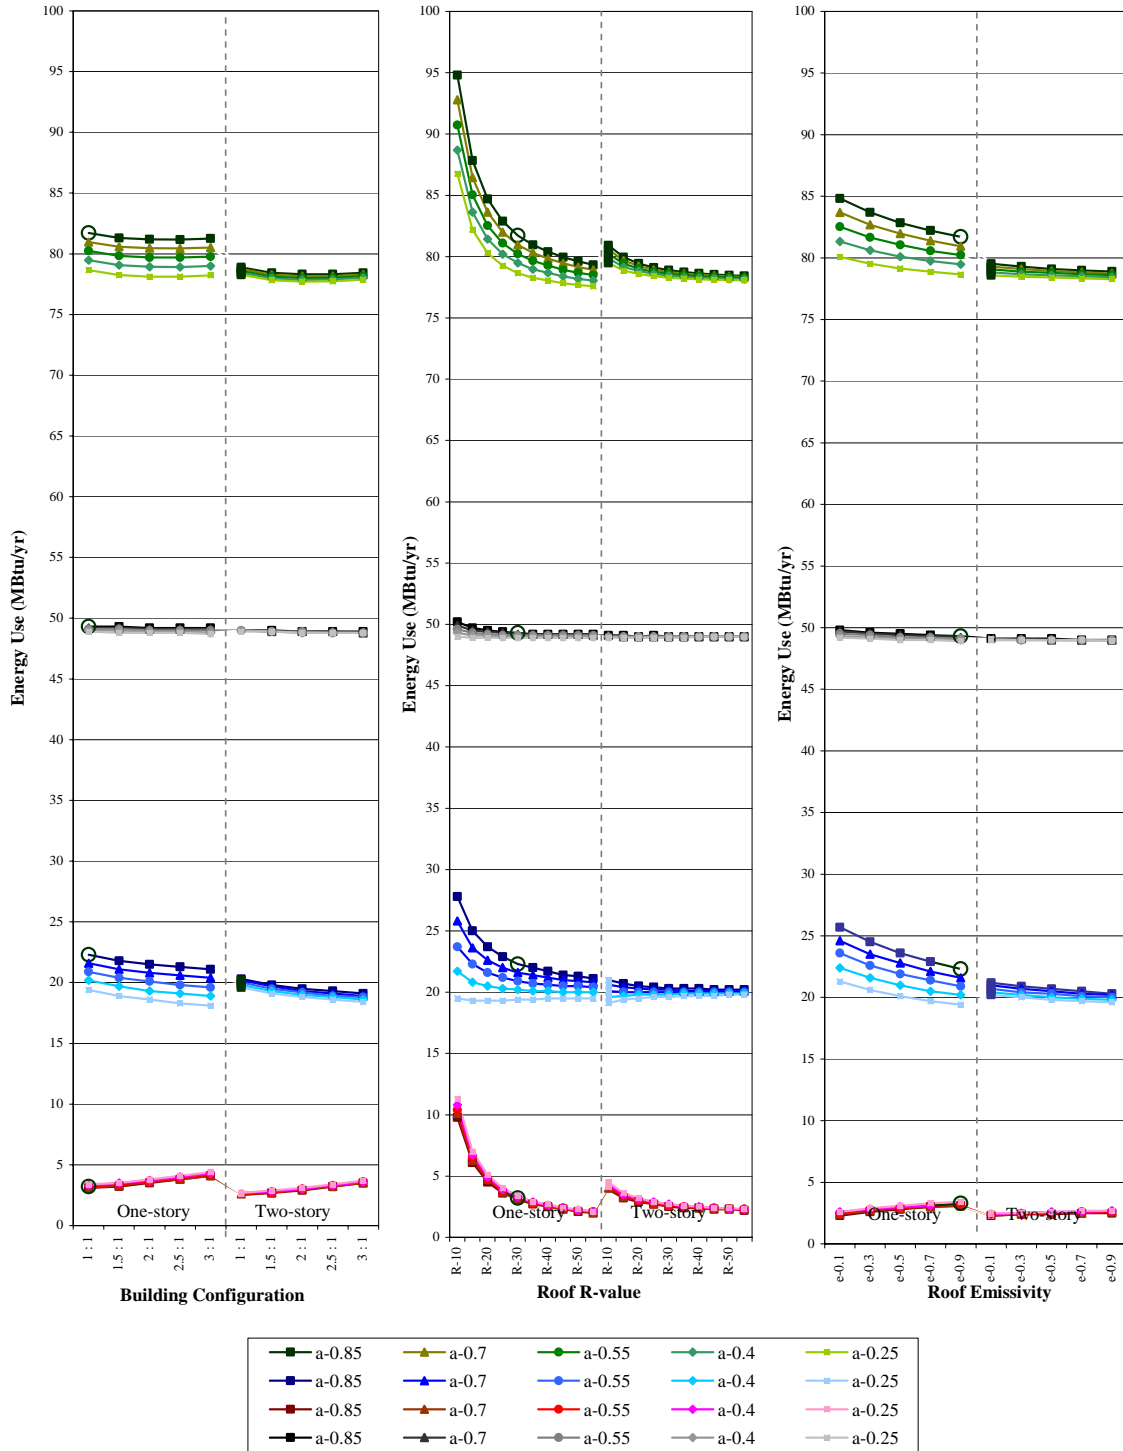 100
95
90
85
80
75
70
65
60
55
50
45
40
35
30
25
20
15
10
5
0
Energy Use (MBtu/yr)
One-story
Two-story
1 : 1
1.5 : 1
2 : 1
2.5 : 1
3 : 1
1 : 1
1.5 : 1
2 : 1
2.5 : 1
3 : 1
Building Configuration
100
95
90
85
80
75
70
65
60
55
50
45
40
35
30
25
20
15
10
5
0
Energy Use (MBtu/yr)
One-story
Two-story
R-10
R-20
R-30
R-40
R-50
R-10
R-20
R-30
R-40
R-50
Roof R-value
100
95
90
85
80
75
70
65
60
55
50
45
40
35
30
25
20
15
10
5
0
Energy Use (MBtu/yr)
One-story
Two-story
e-0.1
e-0.3
e-0.5
e-0.7
e-0.9
e-0.1
e-0.3
e-0.5
e-0.7
e-0.9
Roof Emissivity
a-0.85 a-0.7 a-0.55 a-0.4 a-0.25
a-0.85 a-0.7 a-0.55 a-0.4 a-0.25
a-0.85 a-0.7 a-0.55 a-0.4 a-0.25
a-0.85 a-0.7 a-0.55 a-0.4 a-0.25